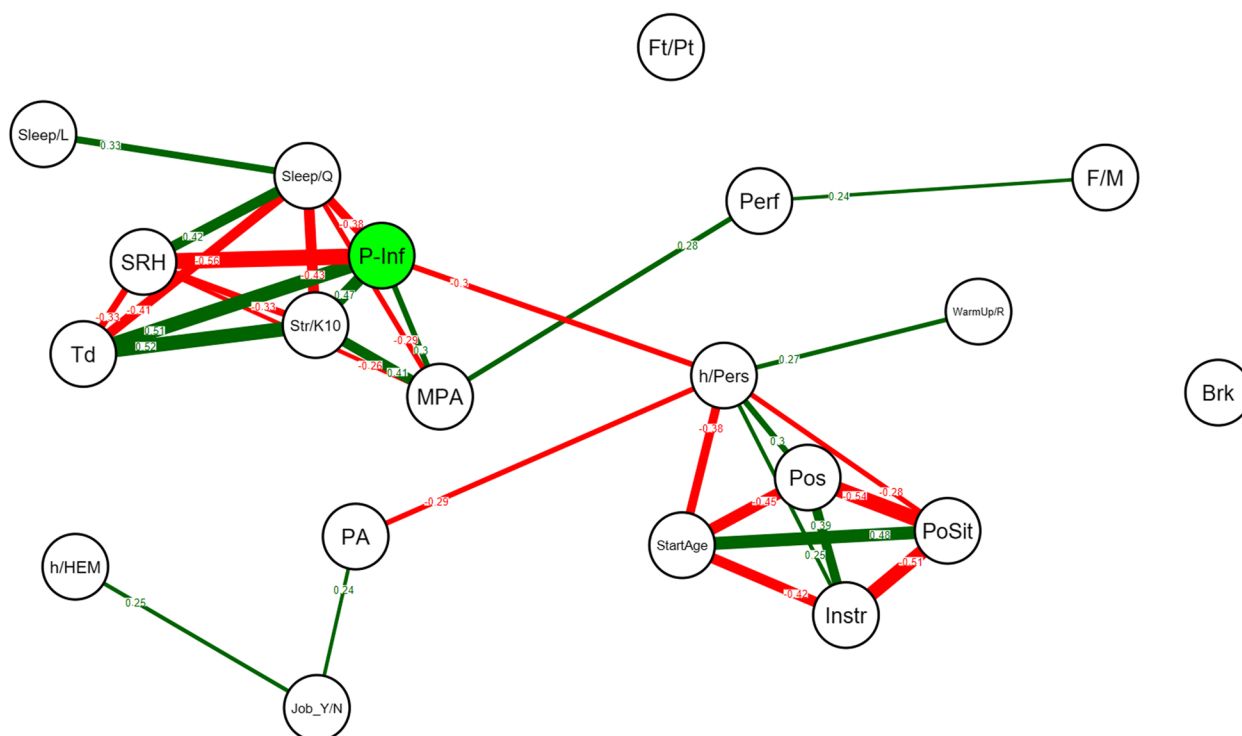 Ft/Pt
Sleep/L
0.33
Sleep/Q
F/M
Perf
0.24
0.42
-0.38
SRH
P-Inf
0.28
-0.56
-0.43
-0.3
0.47
-0.41
-0.33
-0.33
WarmUp/R
0.51
Str/K10
0.52
Td
-0.29
0.3
0.27
-0.26
0.41
h/Pers
MPA
Brk
-0.38
0.3
Pos
-0.28
-0.54
-0.45
-0.29
0.39
PA
PoSit
0.48
StartAge
0.25
-0.51
h/HEM
0.24
-0.42
0.25
Instr
Job_Y/N